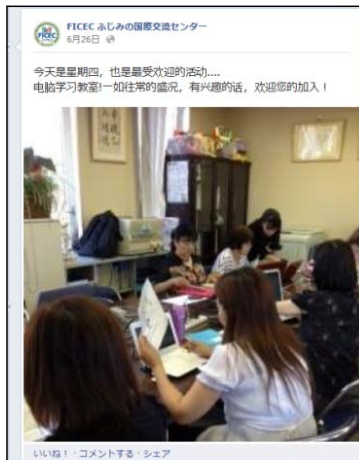 FICEC ふじみの国際交流センター
6月26日
今天是星期四，也是最受欢迎的活动....
电脑学习教室!一如往常的盛况，有兴趣的话，欢迎您的加入！
いいね！ · コメントする · シェア